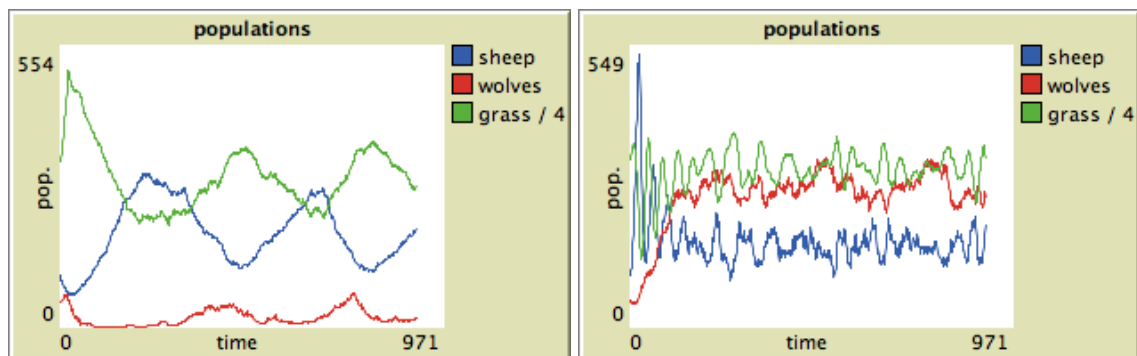 populations
554
pop.
0
0 time 971
sheep
wolves
grass / 4
populations
549
pop.
0
0 time 971
sheep
wolves
grass / 4